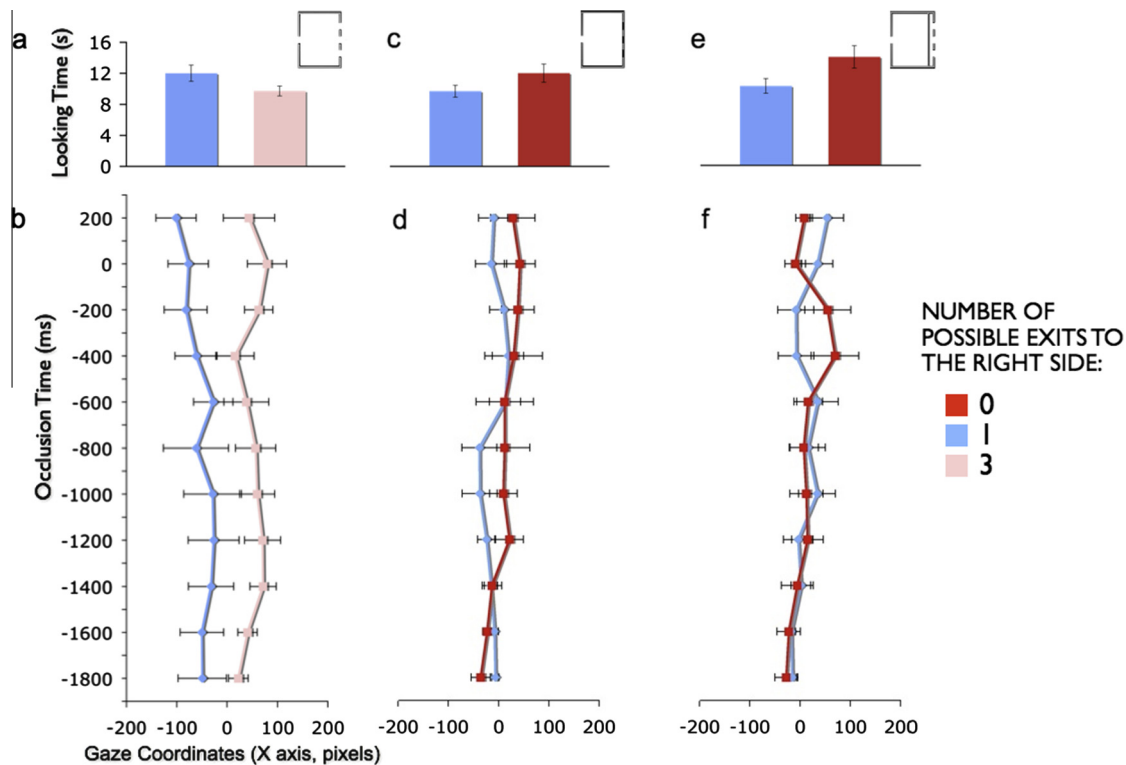 a
c
e
Looking Time (s)
16
12
8
4
0
b
d
f
Occlusion Time (ms)
200
0
-200
-400
-600
-800
-1000
-1200
-1400
-1600
-1800
-200 -100 0 100 200
-200 -100 0 100 200
-200 -100 0 100 200
Gaze Coordinates (X axis, pixels)
NUMBER OF
POSSIBLE EXITS TO
THE RIGHT SIDE:
0
1
3